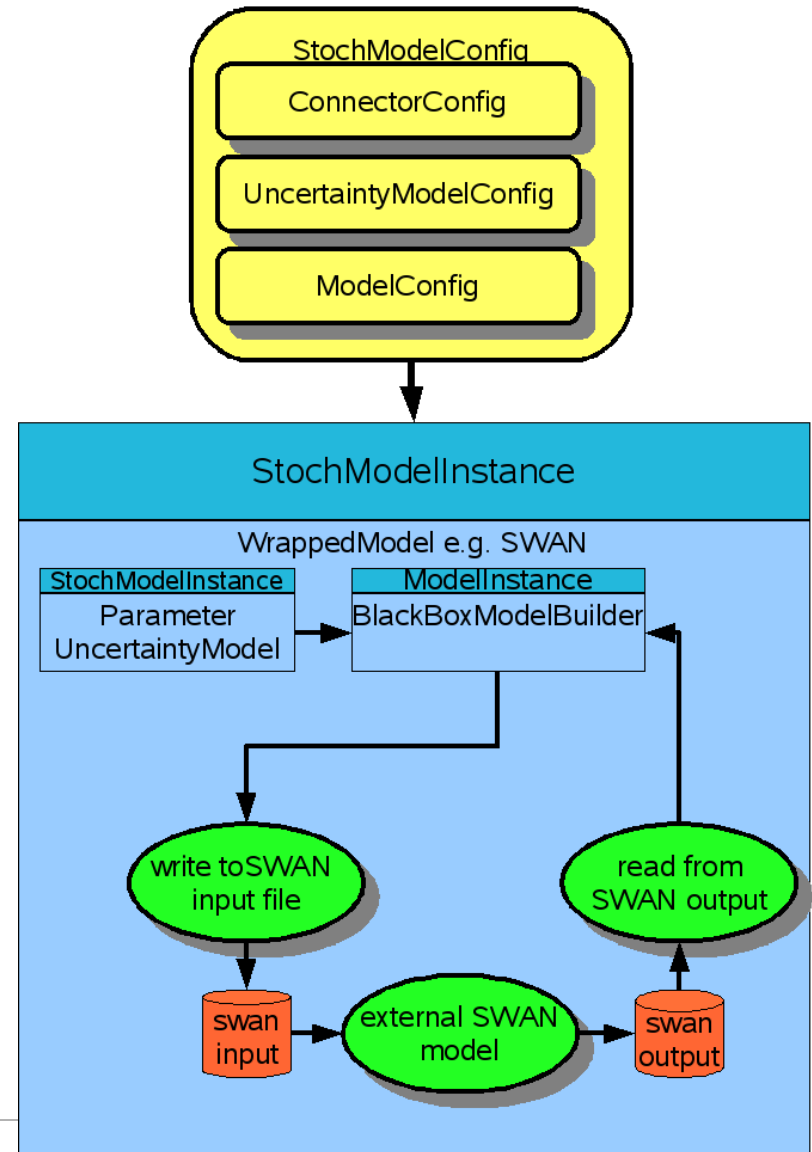 StochModelConfig
ConnectorConfig
UncertaintyModelConfig
ModelConfig
StochModelInstance
WrappedModel e.g. SWAN
StochModelInstance
Parameter
UncertaintyModel
ModelInstance
BlackBoxModelBuilder
write toSWAN
input file
read from
SWAN output
swan
input
external SWAN
model
swan
output